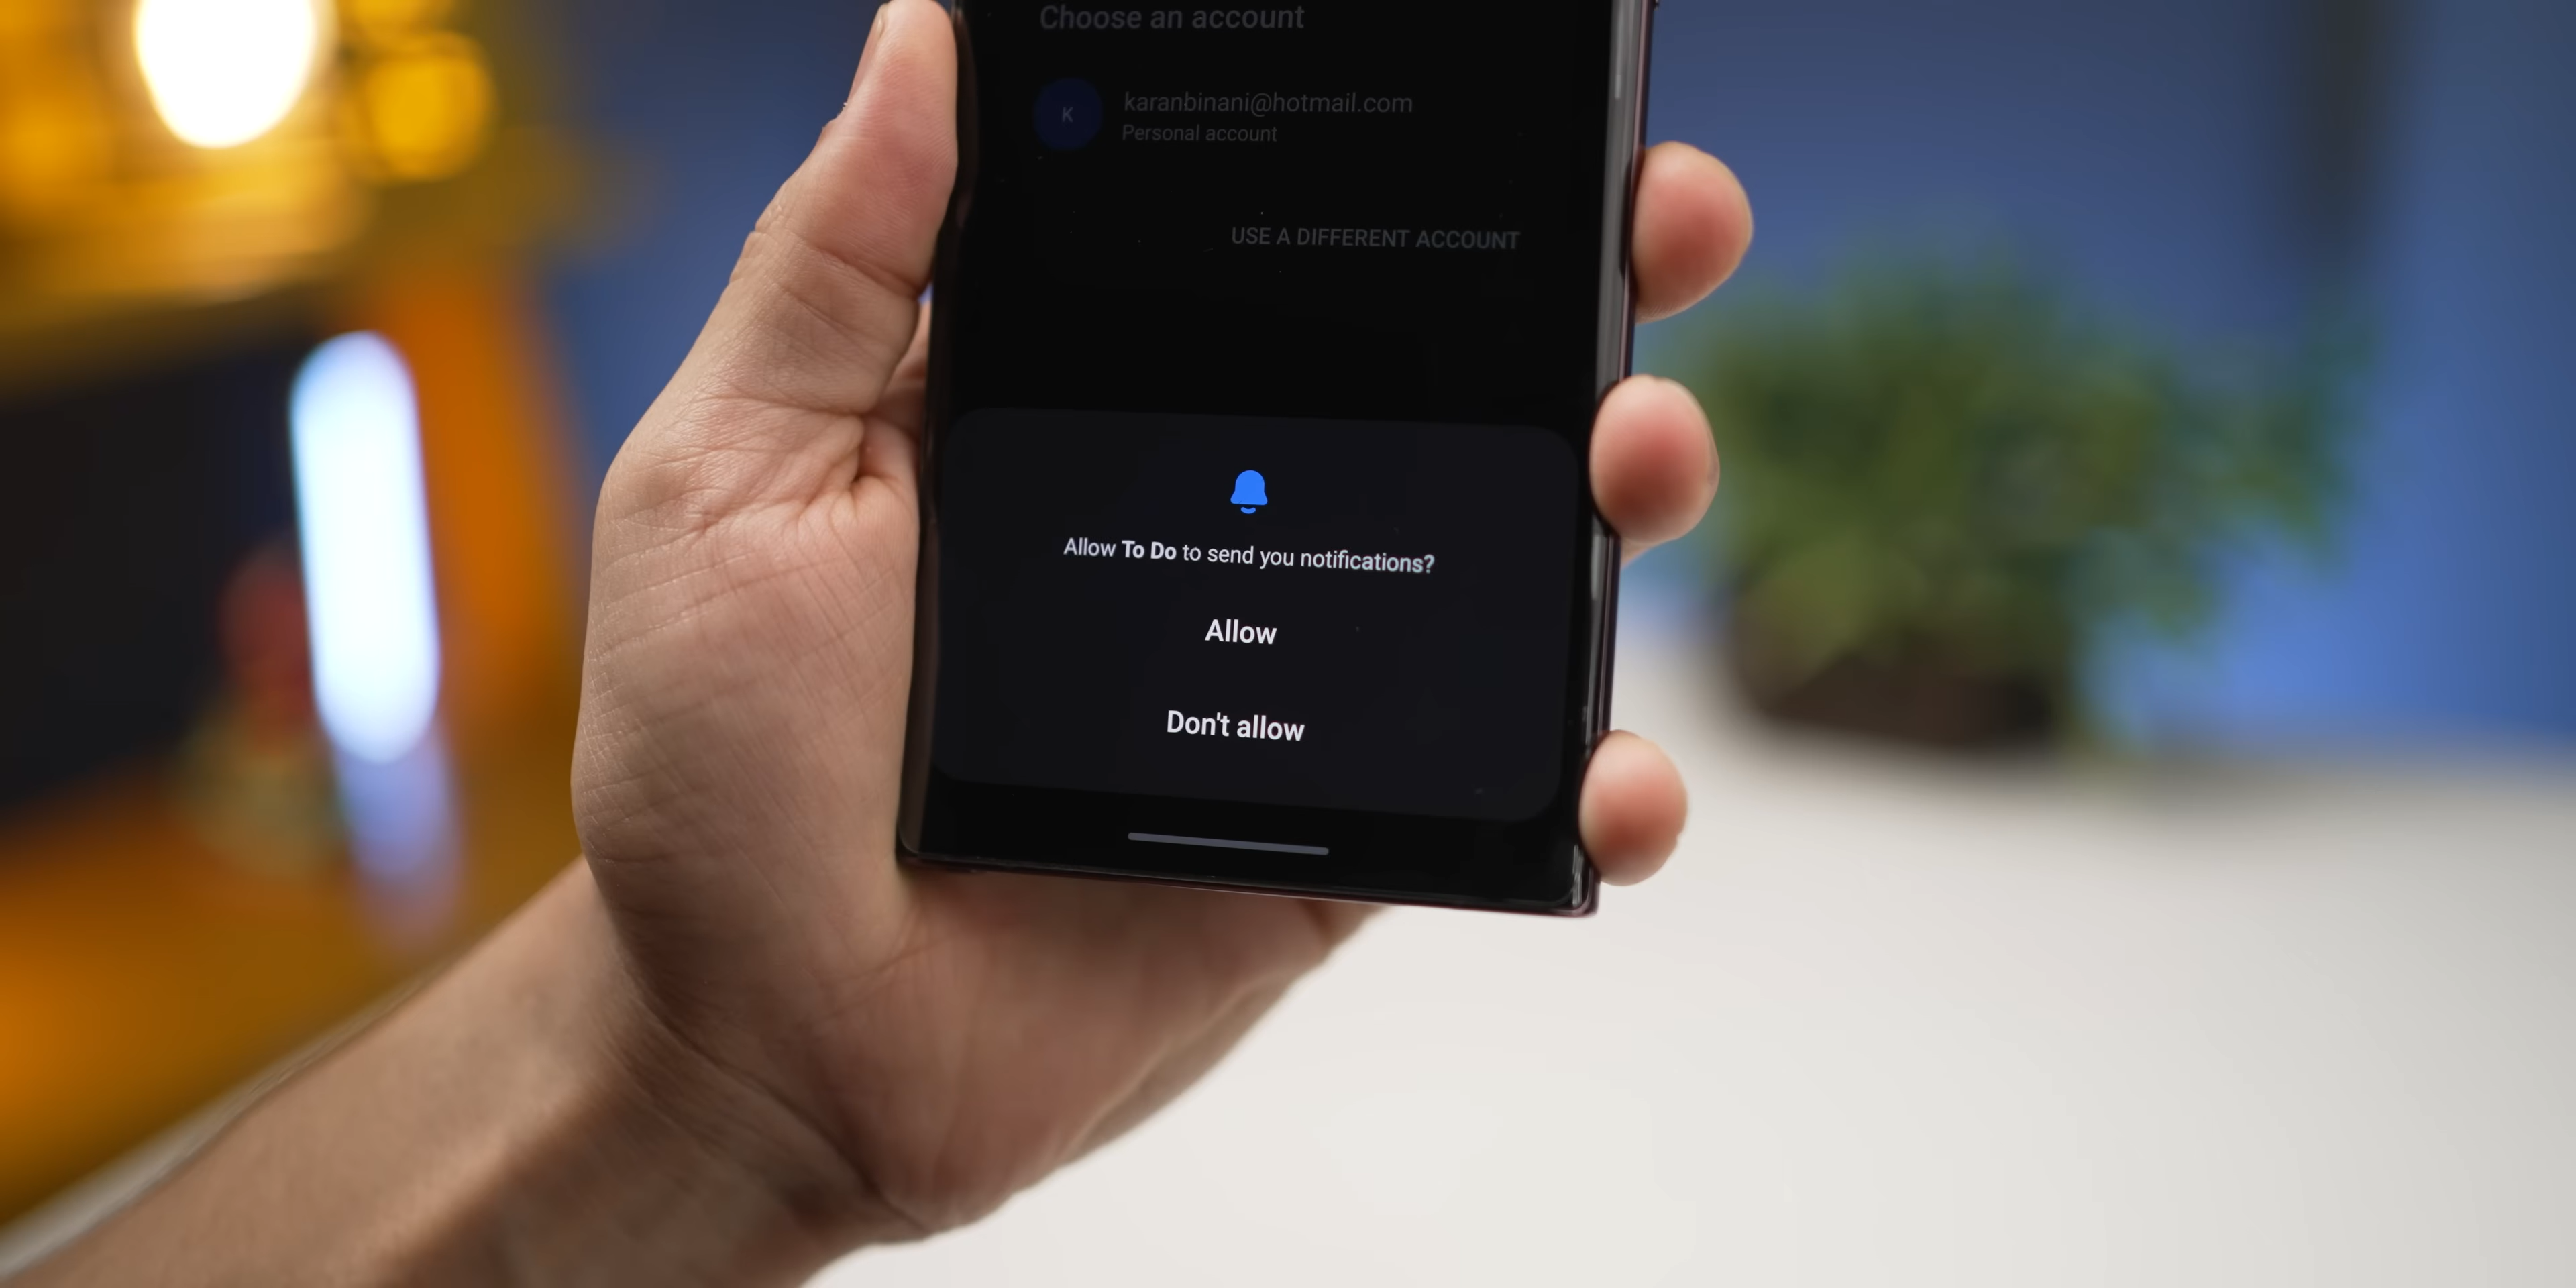 Choose an account
K
karanbinani@hotmail.com
Personal account
USE A DIFFERENT ACCOUNT
Allow To Do to send you notifications?
Allow
Don't allow